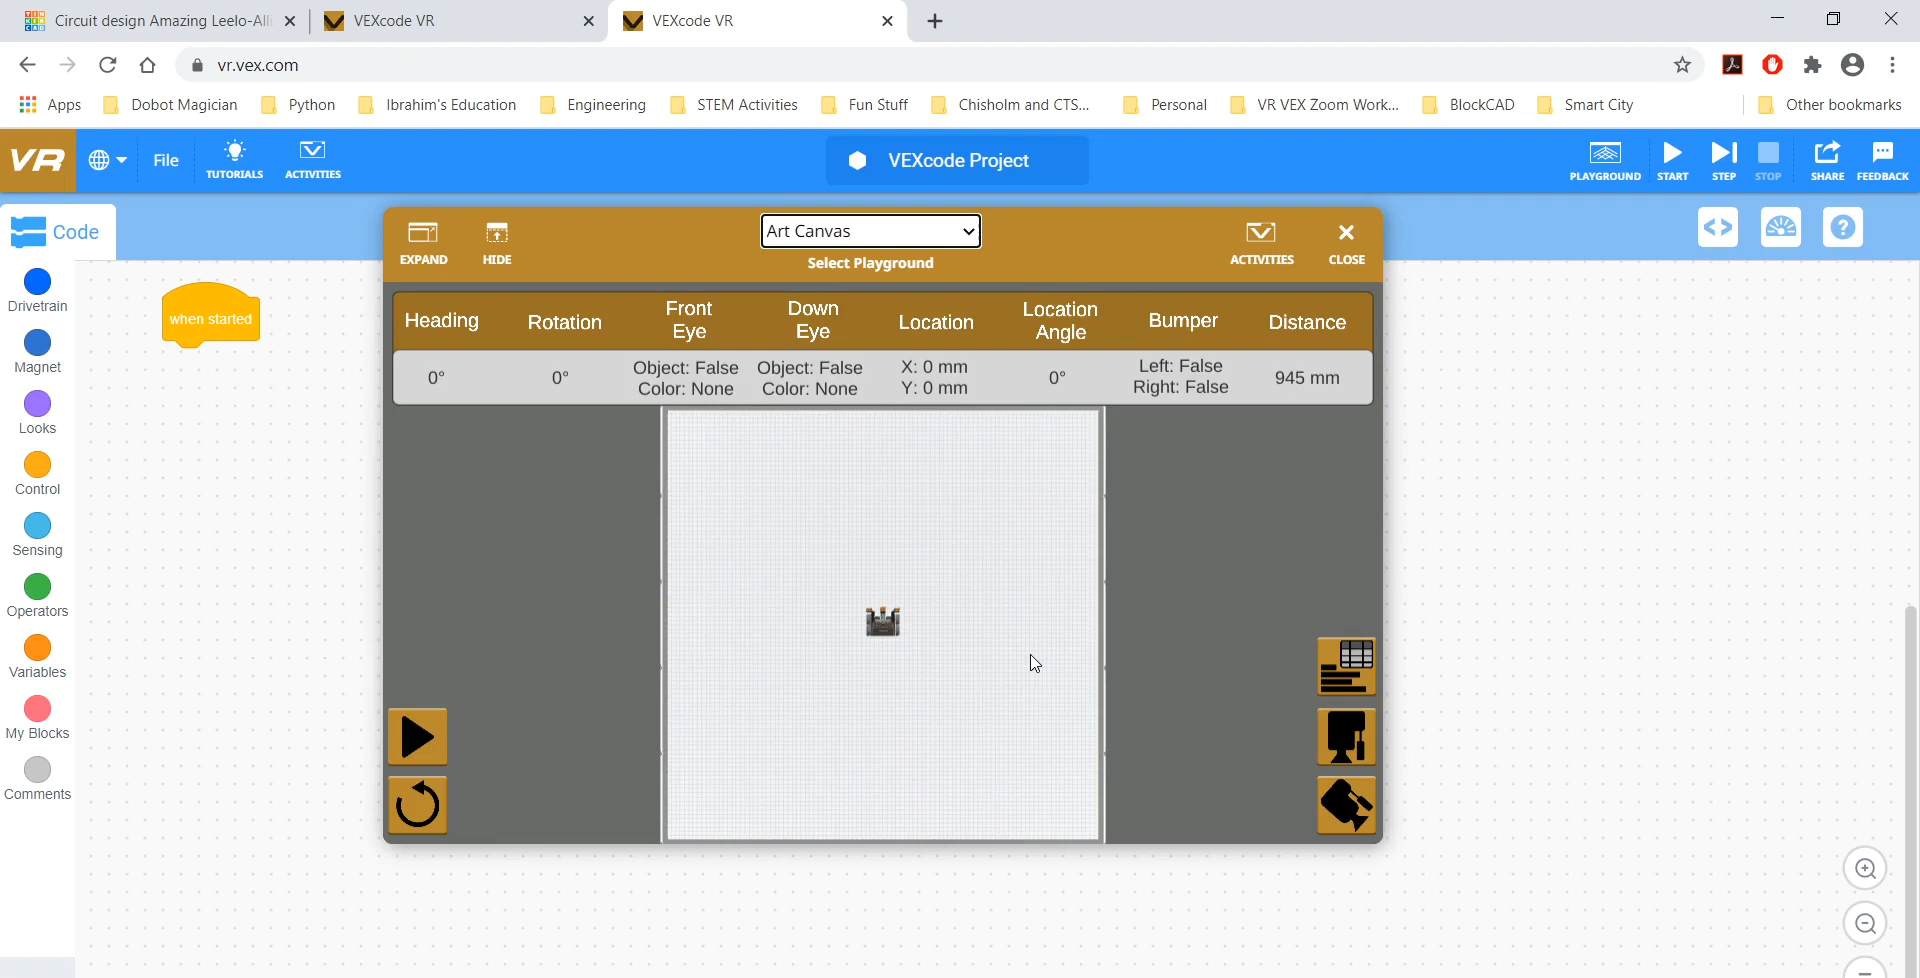 Circuit design Amazing Leelo-Alli
VEXcode VR
VEXcode VR
vr.vex.com
Apps
Dobot Magician
Python
Ibrahim's Education
Engineering
STEM Activities
Fun Stuff
Chisholm and CTS...
Personal
VR VEX Zoom Work...
BlockCAD
Smart City
Other bookmarks
VR
File
TUTORIALS
ACTIVITIES
VEXcode Project
PLAYGROUND
START
STEP
STOP
SHARE
FEEDBACK
Code
Drivetrain
Magnet
Looks
Control
Sensing
Operators
Variables
My Blocks
Comments
when started
EXPAND
HIDE
Art Canvas
Select Playground
ACTIVITIES
CLOSE
Heading
Rotation
Front
Eye
Down
Eye
Location
Location
Angle
Bumper
Distance
0°
0°
Object: False
Color: None
Object: False
Color: None
X: 0 mm
Y: 0 mm
0°
Left: False
Right: False
945 mm